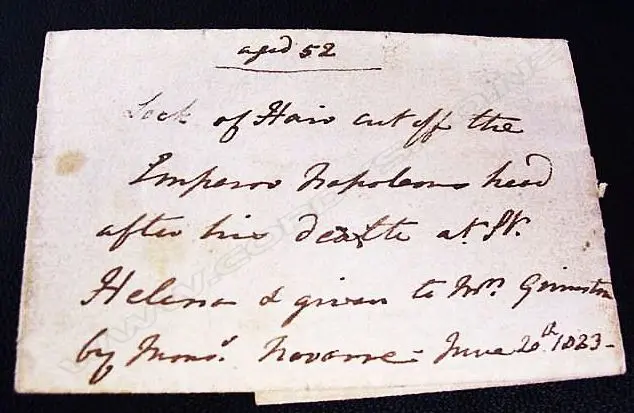 aged 52
Lock of Hair cut off the
Emperor Napoleons head
after his death at St.
Helena & given to Mrs. Grimston
by Monsr. Novarre - June 20th 1823-